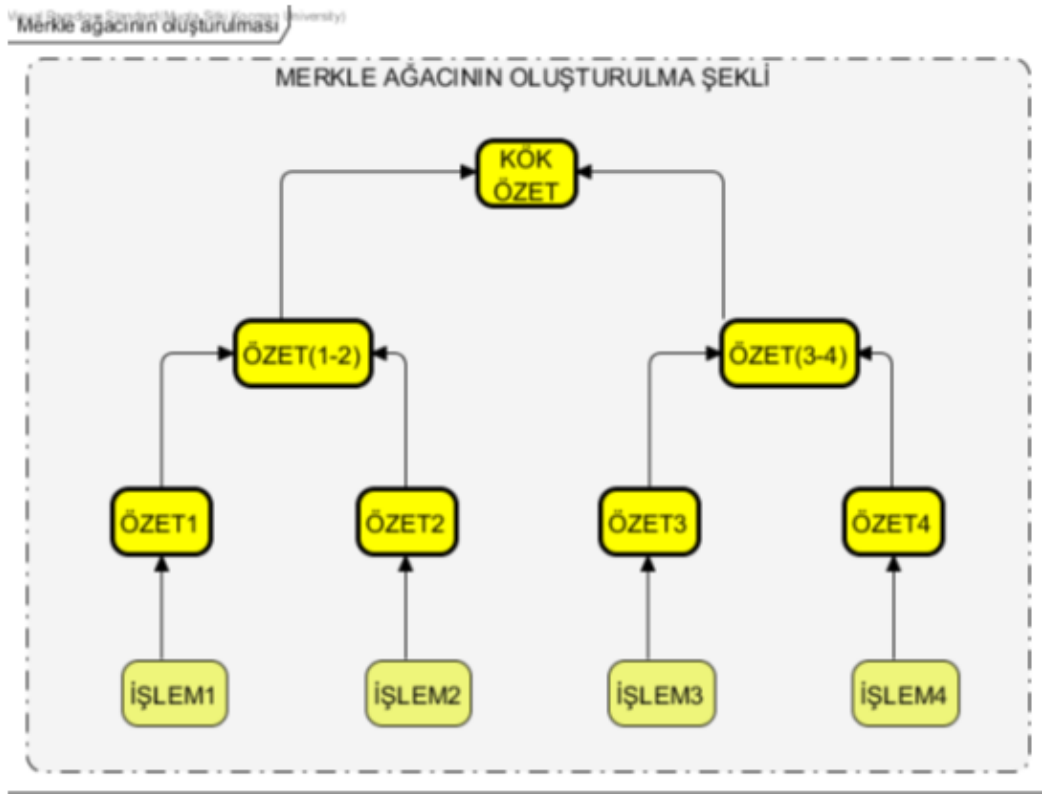 Merkle ağacının oluşturulması
MERKLE AĞACININ OLUŞTURULMA ŞEKLİ
KÖK
ÖZET
ÖZET(1-2)
ÖZET(3-4)
ÖZET1
ÖZET2
ÖZET3
ÖZET4
İŞLEM1
İŞLEM2
İŞLEM3
İŞLEM4